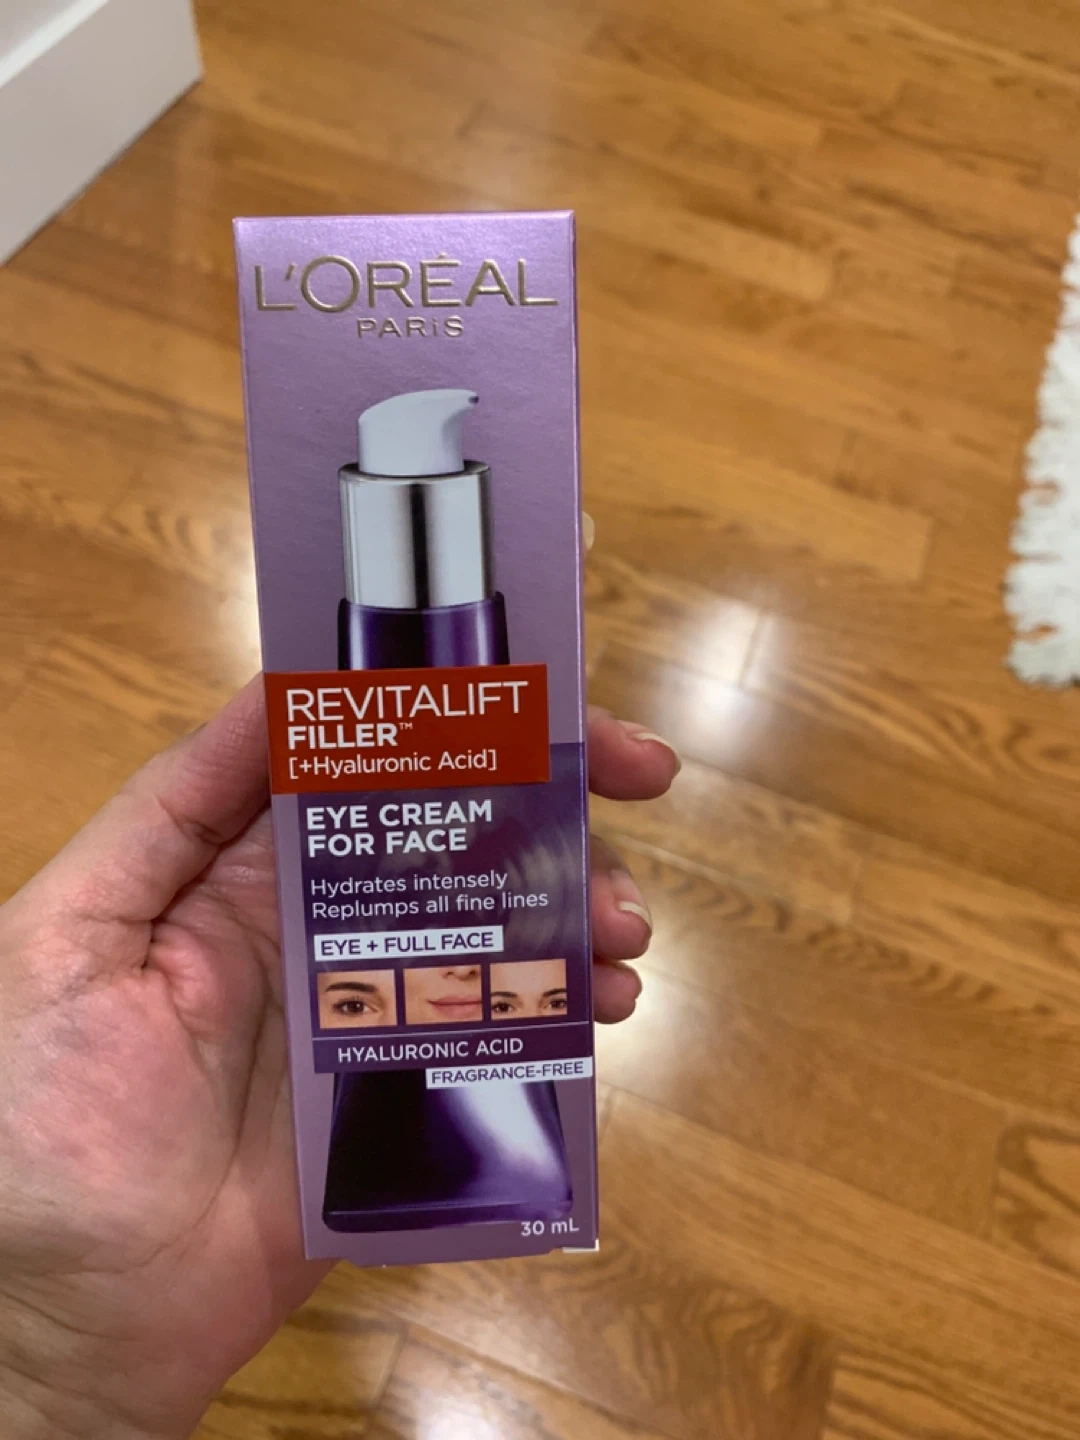 L'ORÉAL
PARiS
REVITALIFT
FILLER™
[+Hyaluronic Acid]
EYE CREAM
FOR FACE
Hydrates intensely
Replumps all fine lines
EYE + FULL FACE
HYALURONIC ACID
FRAGRANCE-FREE
30 mL